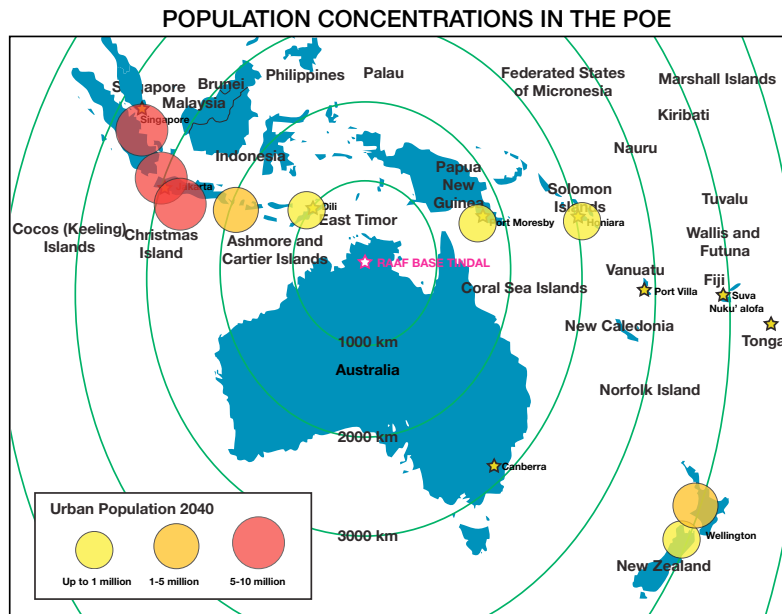 POPULATION CONCENTRATIONS IN THE POE
Philippines
Palau
Federated States
of Micronesia
Marshall Islands
Singapore
Brunei
Malaysia
Singapore
Kiribati
Nauru
Indonesia
Papua
New
Guinea
Solomon
Islands
Jakarta
Dili
East Timor
Port Moresby
Honiara
Tuvalu
Cocos (Keeling)
Islands
Christmas
Island
Ashmore and
Cartier Islands
Wallis and
Futuna
RAAF BASE TINDAL
Coral Sea Islands
Vanuatu
Port Villa
Fiji
Suva
Nuku' alofa
New Caledonia
Tonga
1000 km
Australia
Norfolk Island
2000 km
Canberra
3000 km
Wellington
New Zealand
Urban Population 2040
Up to 1 million
1-5 million
5-10 million